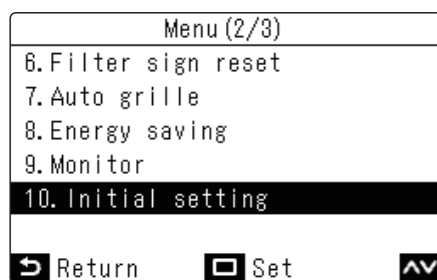 Menu(2/3)
6.Filter sign reset
7.Auto grille
8.Energy saving
9.Monitor
10.Initial setting
Return Set